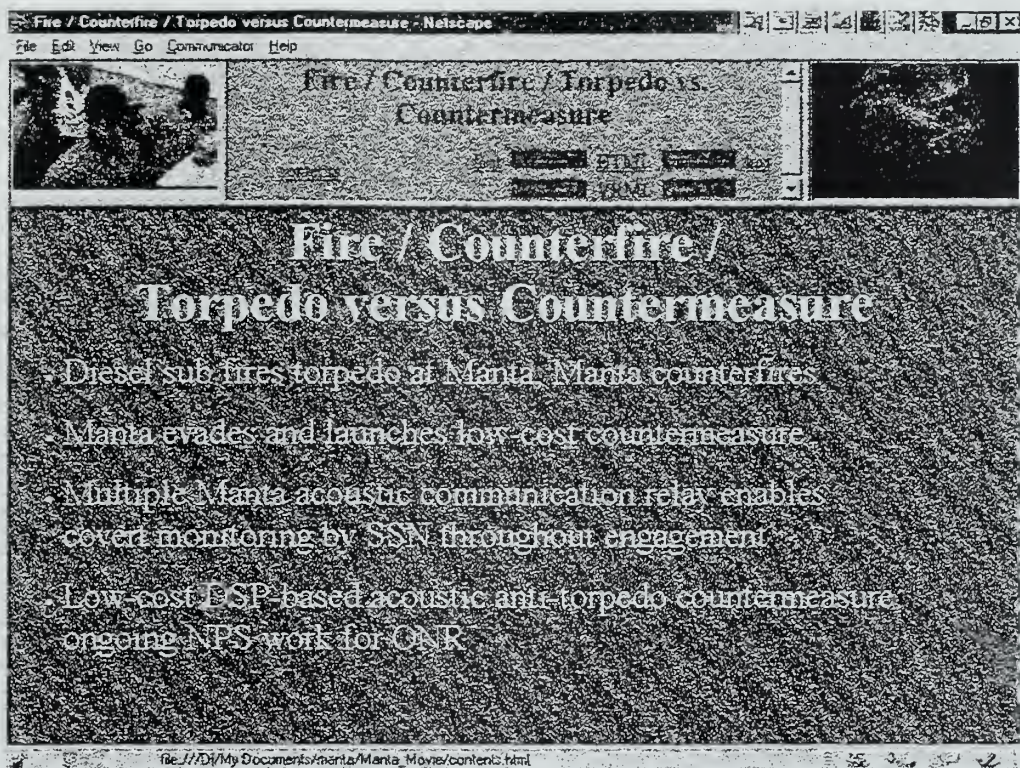 Fire / Counterfire / Torpedo versus Countermeasure - Netscape
File Edit View Go Communicator Help
Fire / Counterfire / Torpedo vs.
Countermeasure
HTML
VRML
Fire / Counterfire /
Torpedo versus Countermeasure
• Diesel sub fires torpedo at Manta, Manta counterfires
• Manta evades and launches low-cost countermeasure
• Multiple Manta acoustic communication relay enables
covert monitoring by SSN throughout engagement
• Low-cost DSP-based acoustic anti-torpedo countermeasure
ongoing NPS work for ONR
file:///D|/My Documents/manta/Manta_Movie/contents.html